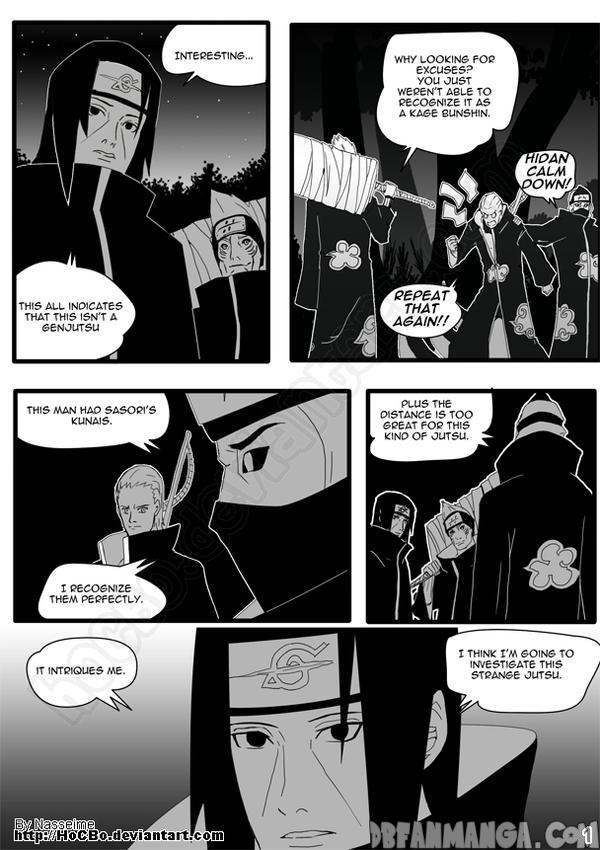 INTERESTING...
THIS ALL INDICATES
THAT THIS ISN'T A
GENJUTSU
WHY LOOKING FOR
EXCUSES?
YOU JUST
WEREN'T ABLE TO
RECOGNIZE IT AS
A KAGE BUNSHIN.
HIDAN
CALM
DOWN!
REPEAT
THAT
AGAIN!!
THIS MAN HAD SASORI'S
KUNAIS.
I RECOGNIZE
THEM PERFECTLY.
PLUS THE
DISTANCE IS TOO
GREAT FOR THIS
KIND OF JUTSU.
IT INTRIQUES ME.
I THINK I'M GOING TO
INVESTIGATE THIS
STRANGE JUTSU.
By Nasseime
http://HoCBo.deviantart.com
DBFANMANGA.COM
1